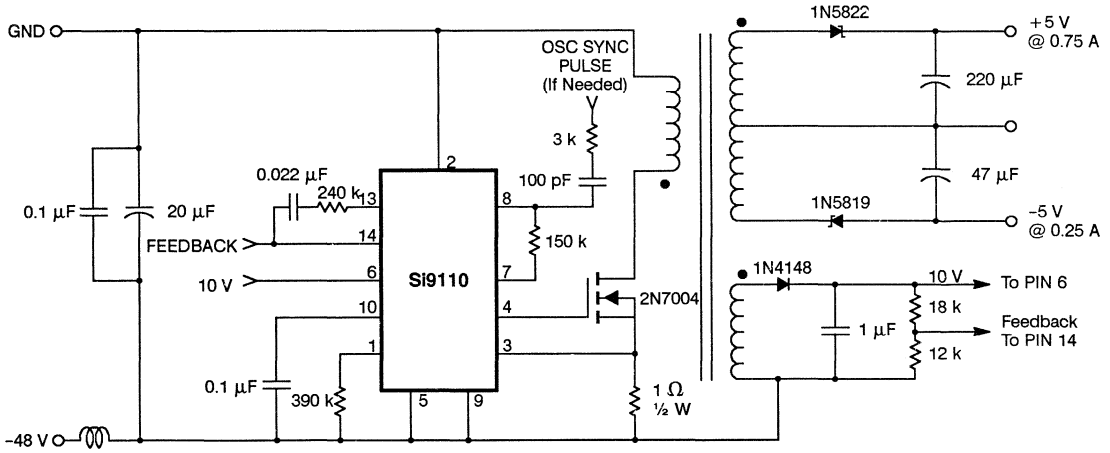 GND
OSC SYNC
PULSE
(If Needed)
3 k
100 pF
0.1 μF
20 μF
0.022 μF
240 k
FEEDBACK
10 V
13
14
6
10
1
2
Si9110
8
7
4
3
5
9
150 k
2N7004
0.1 μF
390 k
1 Ω
½ W
–48 V
1N5822
+5 V
@ 0.75 A
220 μF
47 μF
1N5819
–5 V
@ 0.25 A
1N4148
10 V
To PIN 6
18 k
1 μF
Feedback
To PIN 14
12 k